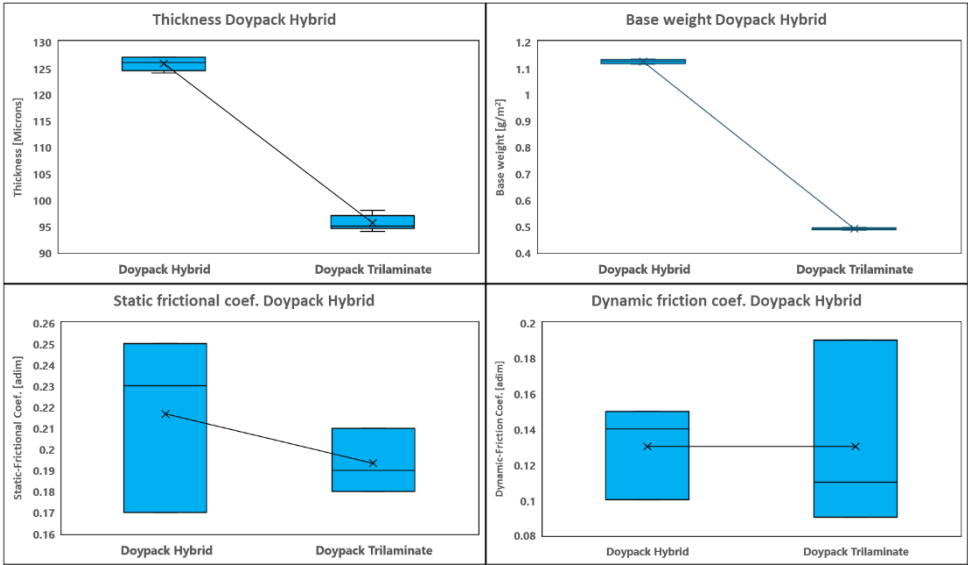 Thickness Doypack Hybrid
Thickness [Microns]
130
125
120
115
110
105
100
95
90
Doypack Hybrid
Doypack Trilaminate
Base weight Doypack Hybrid
Base weight [g/m²]
1.2
1.1
1
0.9
0.8
0.7
0.6
0.5
0.4
Doypack Hybrid
Doypack Trilaminate
Static frictional coef. Doypack Hybrid
Static-Frictional Coef. [adim]
0.26
0.25
0.24
0.23
0.22
0.21
0.2
0.19
0.18
0.17
0.16
Doypack Hybrid
Doypack Trilaminate
Dynamic friction coef. Doypack Hybrid
Dynamic-Friction Coef. [adim]
0.2
0.18
0.16
0.14
0.12
0.1
0.08
Doypack Hybrid
Doypack Trilaminate